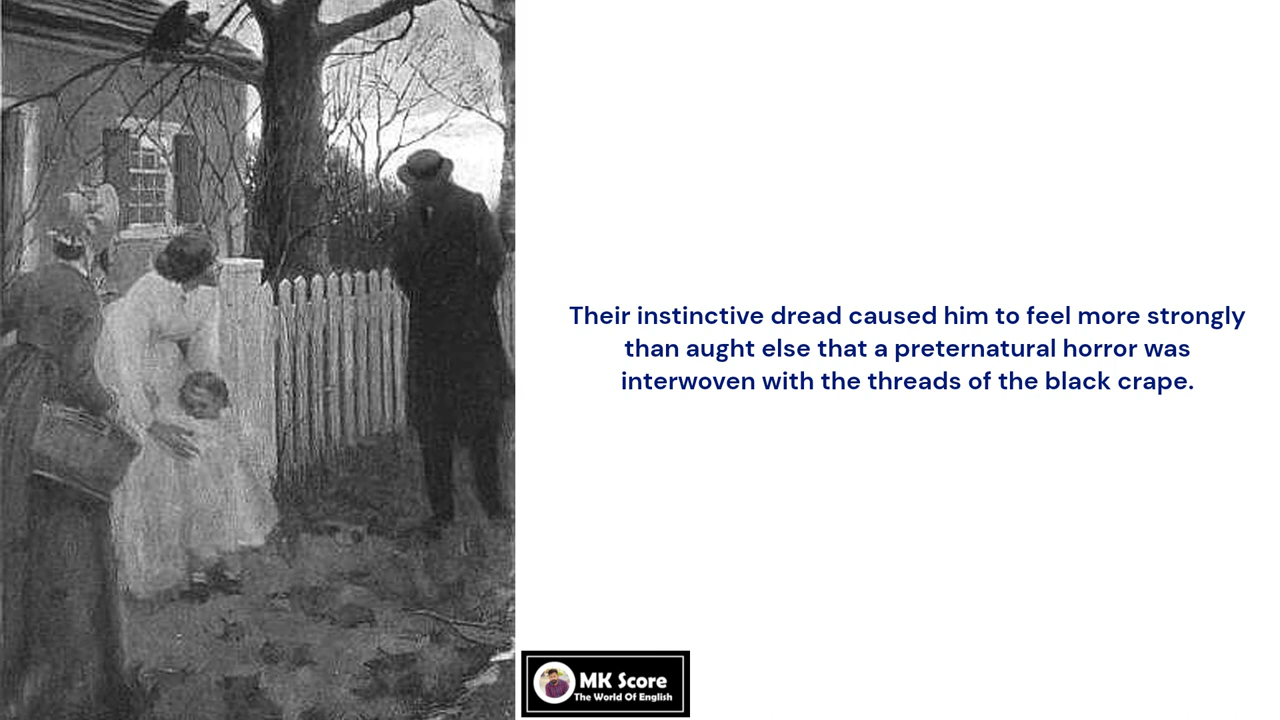 Their instinctive dread caused him to feel more strongly
than aught else that a preternatural horror was
interwoven with the threads of the black crape.
MK Score
The World Of English